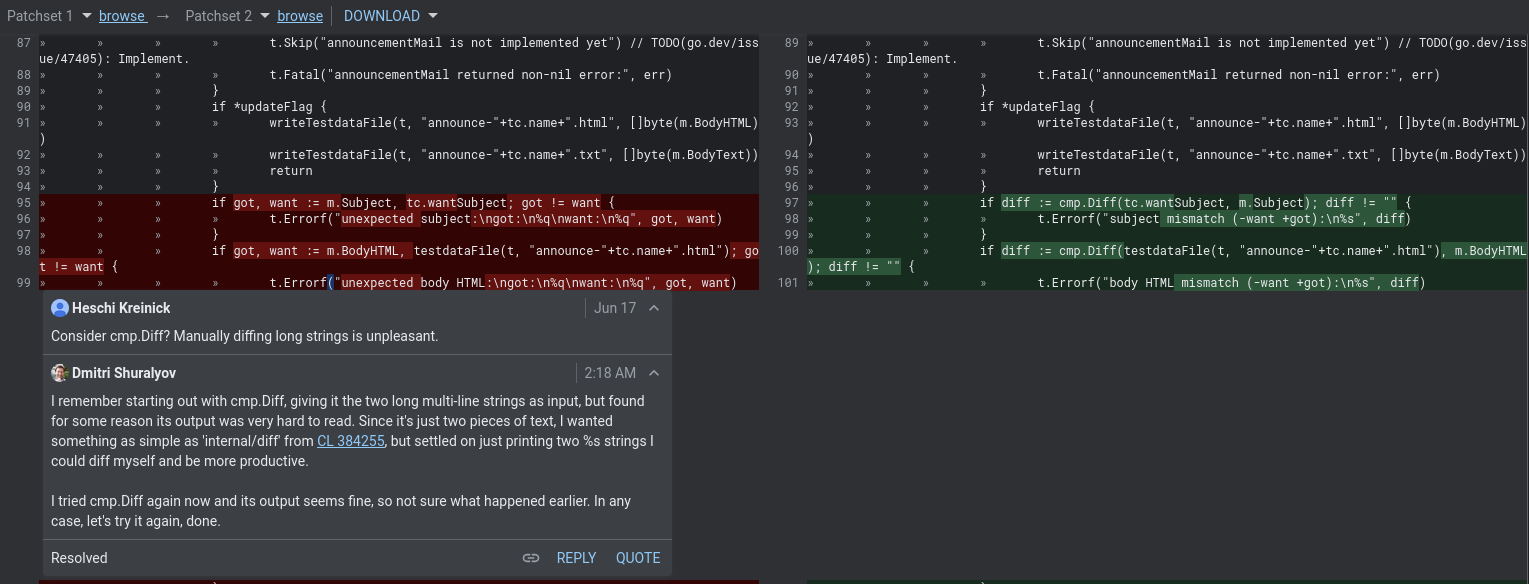 Patchset 1 browse → Patchset 2 browse DOWNLOAD
87 » » » » t.Skip("announcementMail is not implemented yet") // TODO(go.dev/iss
ue/47405): Implement.
88 » » » » t.Fatal("announcementMail returned non-nil error:", err)
89 » » » }
90 » » » if *updateFlag {
91 » » » » writeTestdataFile(t, "announce-"+tc.name+".html", []byte(m.BodyHTML)
)
92 » » » » writeTestdataFile(t, "announce-"+tc.name+".txt", []byte(m.BodyText))
93 » » » » return
94 » » » }
95 » » » if got, want := m.Subject, tc.wantSubject; got != want {
96 » » » » t.Errorf("unexpected subject:\ngot:\n%q\nwant:\n%q", got, want)
97 » » » }
98 » » » if got, want := m.BodyHTML, testdataFile(t, "announce-"+tc.name+".html"); go
t != want {
99 » » » » t.Errorf("unexpected body HTML:\ngot:\n%q\nwant:\n%q", got, want)
Heschi Kreinick Jun 17
Consider cmp.Diff? Manually diffing long strings is unpleasant.
Dmitri Shuralyov 2:18 AM
I remember starting out with cmp.Diff, giving it the two long multi-line strings as input, but found
for some reason its output was very hard to read. Since it's just two pieces of text, I wanted
something as simple as 'internal/diff' from CL 384255, but settled on just printing two %s strings I
could diff myself and be more productive.
I tried cmp.Diff again now and its output seems fine, so not sure what happened earlier. In any
case, let's try it again, done.
Resolved REPLY QUOTE
89 » » » » t.Skip("announcementMail is not implemented yet") // TODO(go.dev/iss
ue/47405): Implement.
90 » » » » t.Fatal("announcementMail returned non-nil error:", err)
91 » » » }
92 » » » if *updateFlag {
93 » » » » writeTestdataFile(t, "announce-"+tc.name+".html", []byte(m.BodyHTML)
)
94 » » » » writeTestdataFile(t, "announce-"+tc.name+".txt", []byte(m.BodyText))
95 » » » » return
96 » » » }
97 » » » if diff := cmp.Diff(tc.wantSubject, m.Subject); diff != "" {
98 » » » » t.Errorf("subject mismatch (-want +got):\n%s", diff)
99 » » » }
100 » » » if diff := cmp.Diff(testdataFile(t, "announce-"+tc.name+".html"), m.BodyHTML
); diff != "" {
101 » » » » t.Errorf("body HTML mismatch (-want +got):\n%s", diff)